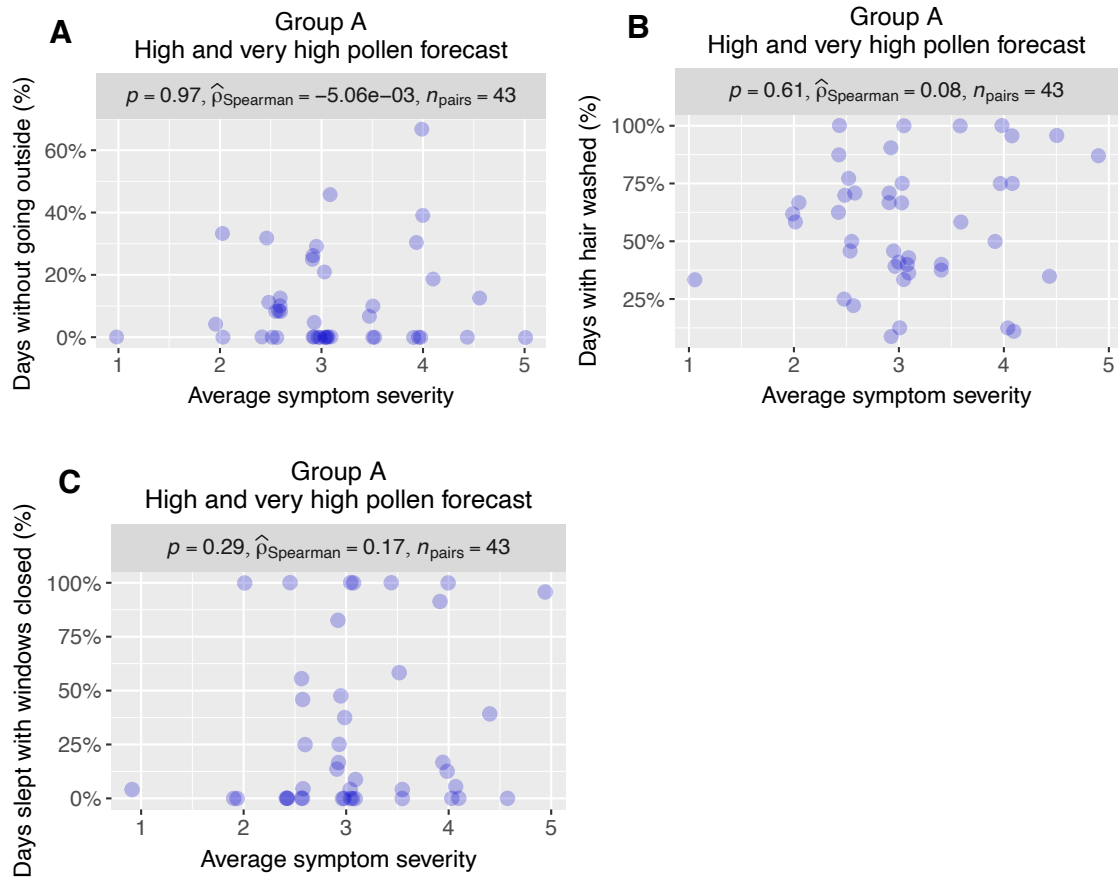 A
Group A
High and very high pollen forecast
p = 0.97, ρ̂Spearman = −5.06e−03, npairs = 43
Days without going outside (%)
60%
40%
20%
0%
1 2 3 4 5
Average symptom severity
B
Group A
High and very high pollen forecast
p = 0.61, ρ̂Spearman = 0.08, npairs = 43
Days with hair washed (%)
100%
75%
50%
25%
1 2 3 4 5
Average symptom severity
C
Group A
High and very high pollen forecast
p = 0.29, ρ̂Spearman = 0.17, npairs = 43
Days slept with windows closed (%)
100%
75%
50%
25%
0%
1 2 3 4 5
Average symptom severity